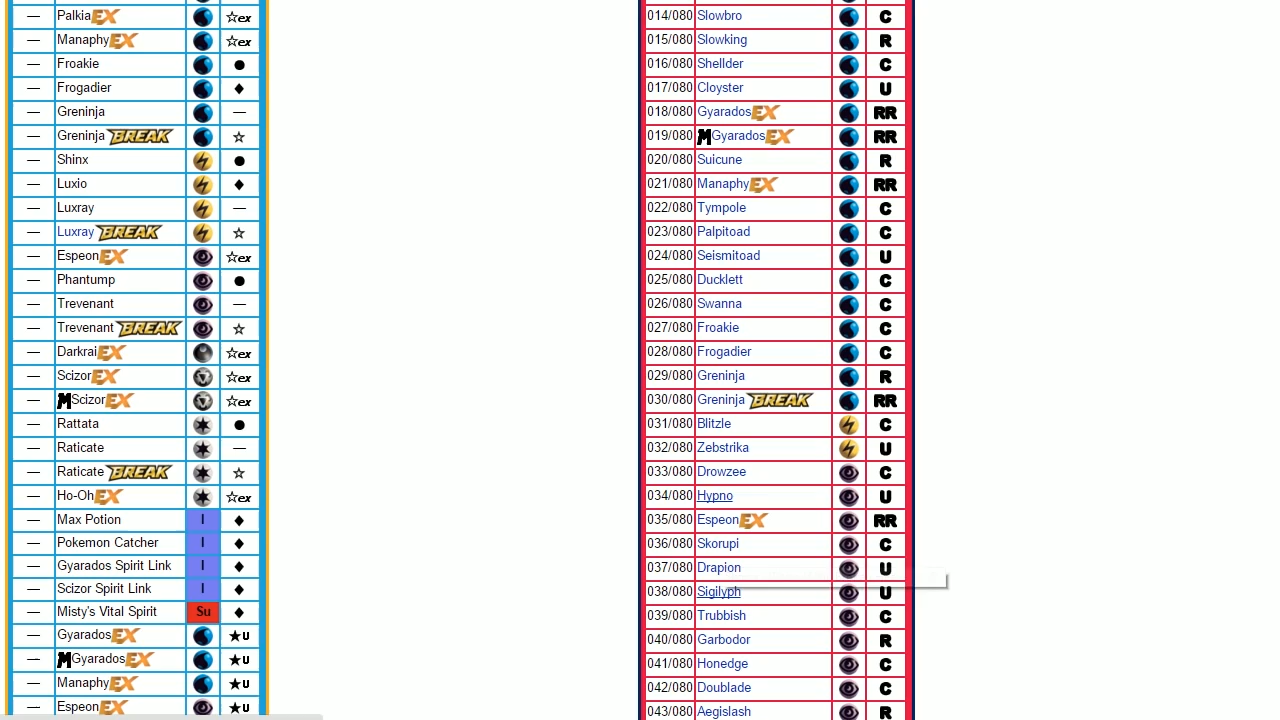 — Palkia EX ☆ex
— Manaphy EX ☆ex
— Froakie ●
— Frogadier ♦
— Greninja —
— Greninja BREAK ☆
— Shinx ●
— Luxio ♦
— Luxray —
— Luxray BREAK ☆
— Espeon EX ☆ex
— Phantump ●
— Trevenant —
— Trevenant BREAK ☆
— Darkrai EX ☆ex
— Scizor EX ☆ex
— M Scizor EX ☆ex
— Rattata ●
— Raticate —
— Raticate BREAK ☆
— Ho-Oh EX ☆ex
— Max Potion I ♦
— Pokemon Catcher I ♦
— Gyarados Spirit Link I ♦
— Scizor Spirit Link I ♦
— Misty's Vital Spirit Su ♦
— Gyarados EX ★U
— M Gyarados EX ★U
— Manaphy EX ★U
— Espeon EX ★U
014/080 Slowbro C
015/080 Slowking R
016/080 Shellder C
017/080 Cloyster U
018/080 Gyarados EX RR
019/080 M Gyarados EX RR
020/080 Suicune R
021/080 Manaphy EX RR
022/080 Tympole C
023/080 Palpitoad C
024/080 Seismitoad U
025/080 Ducklett C
026/080 Swanna C
027/080 Froakie C
028/080 Frogadier C
029/080 Greninja R
030/080 Greninja BREAK RR
031/080 Blitzle C
032/080 Zebstrika U
033/080 Drowzee C
034/080 Hypno U
035/080 Espeon EX RR
036/080 Skorupi C
037/080 Drapion U
038/080 Sigilyph U
039/080 Trubbish C
040/080 Garbodor R
041/080 Honedge C
042/080 Doublade C
043/080 Aegislash R